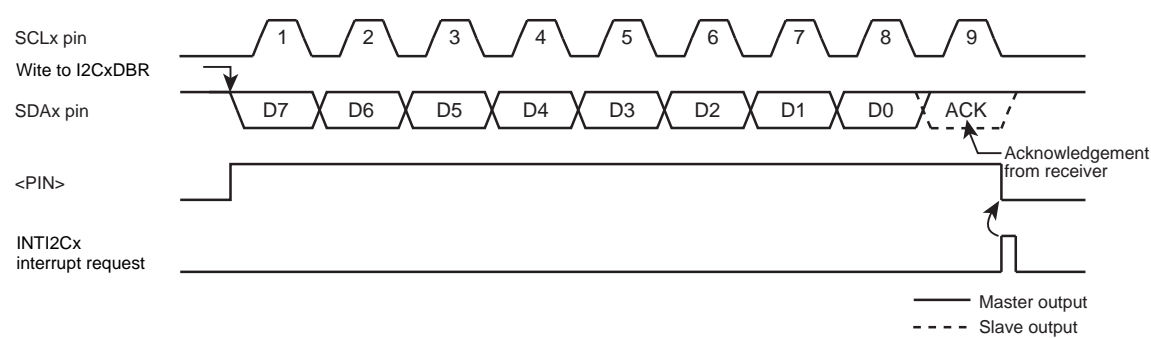 SCLx pin
1 2 3 4 5 6 7 8 9
Wite to I2CxDBR
SDAx pin
D7 D6 D5 D4 D3 D2 D1 D0 ACK
Acknowledgement
from receiver
<PIN>
INTI2Cx
interrupt request
Master output
Slave output